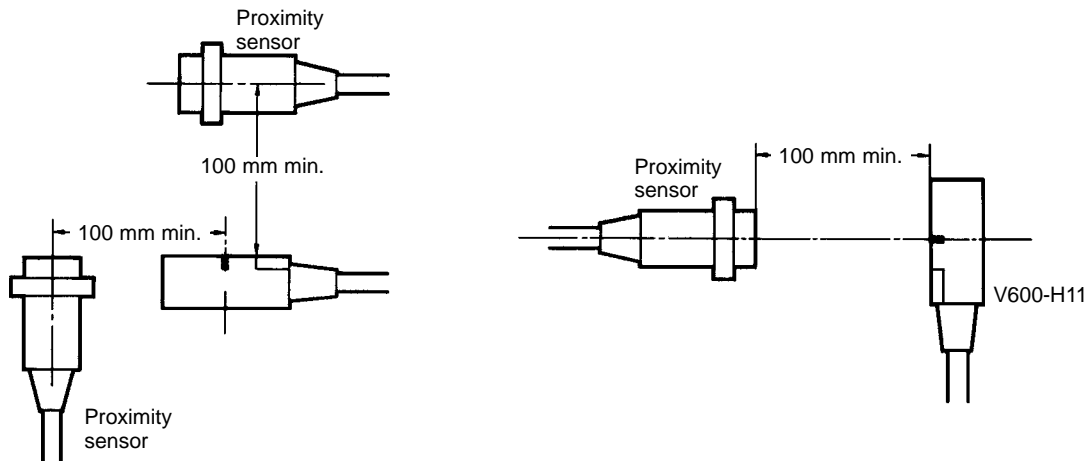 Proximity
sensor
100 mm min.
100 mm min.
Proximity
sensor
100 mm min.
Proximity
sensor
V600-H11